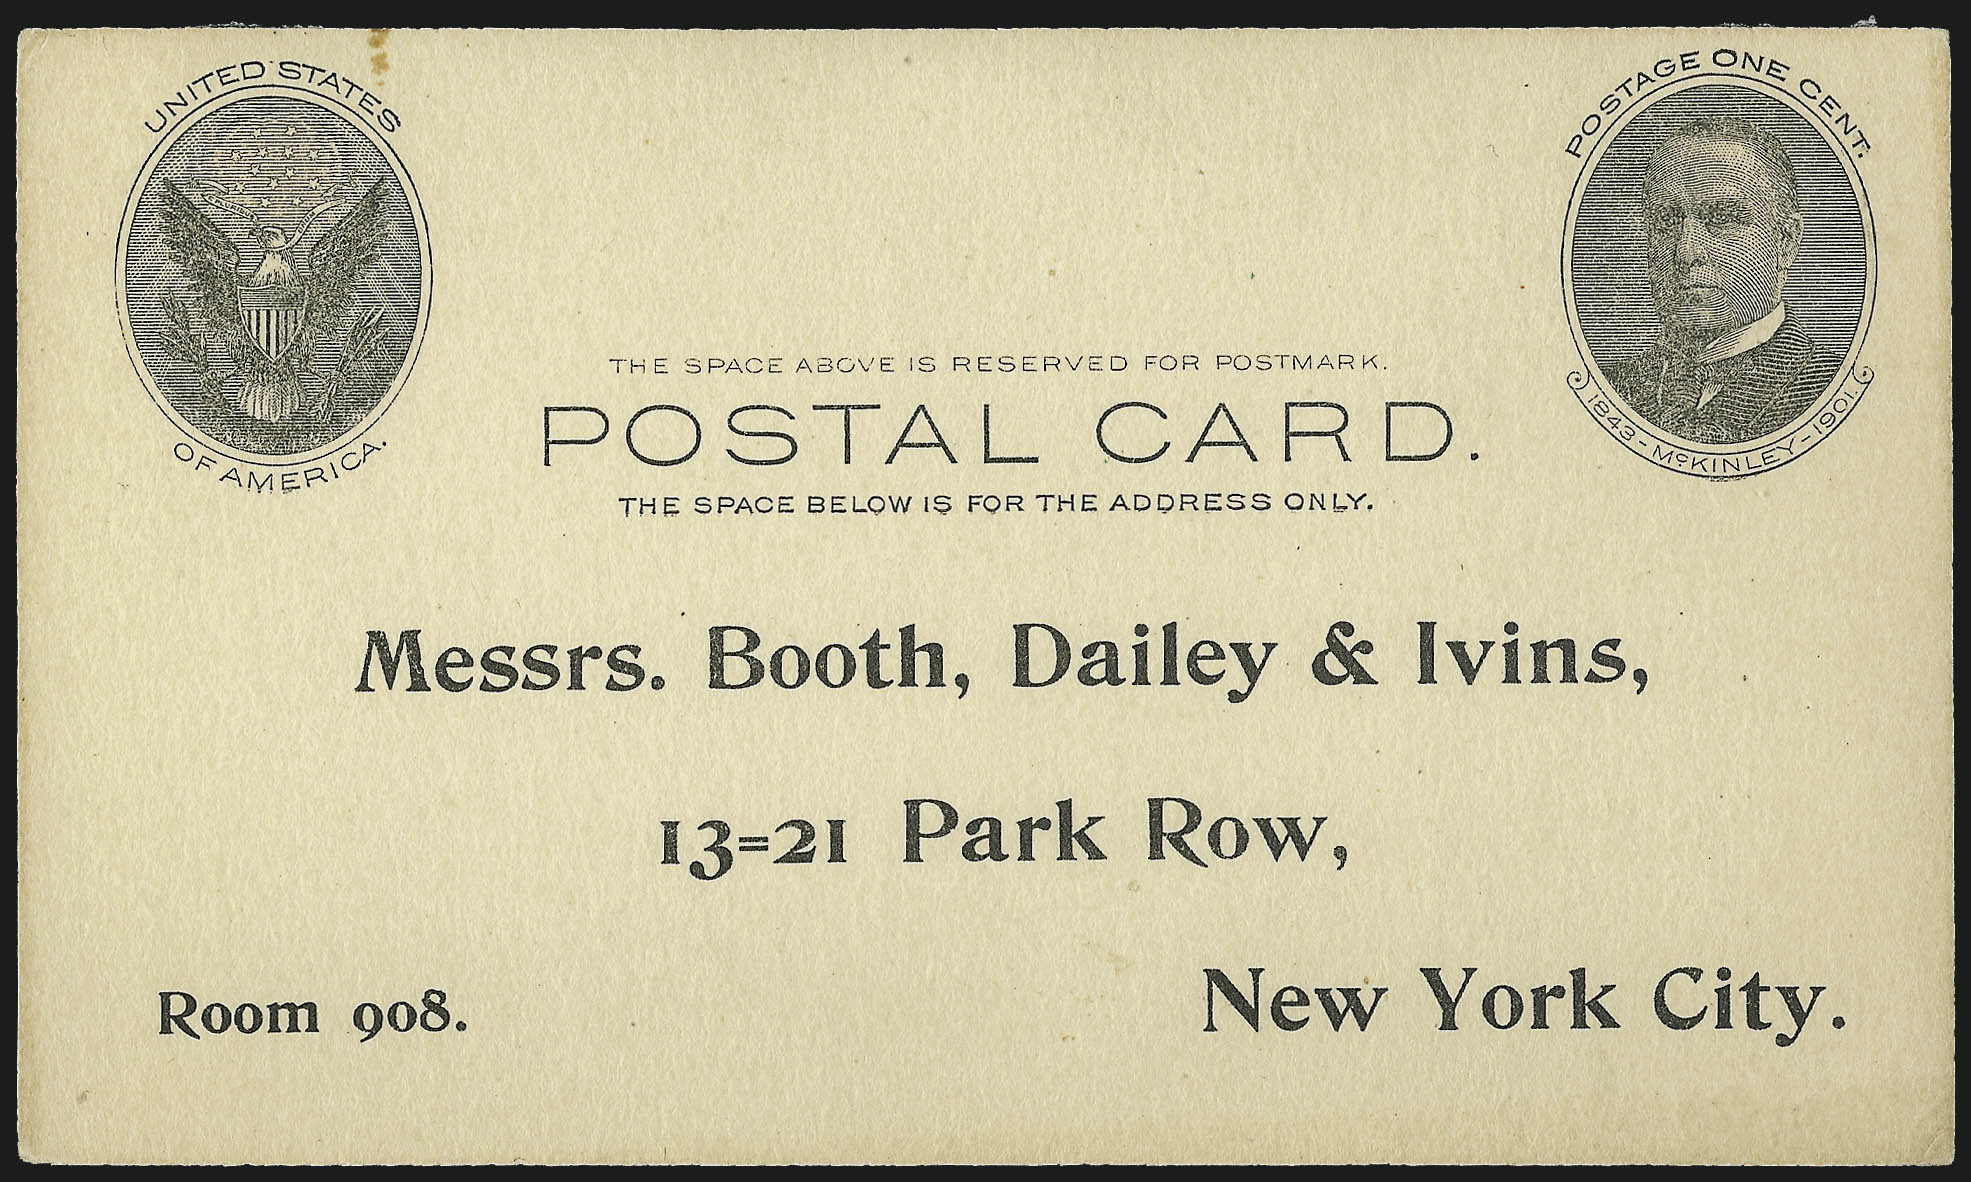 UNITED STATES
OF AMERICA.
POSTAGE ONE CENT.
1843-McKINLEY-1901.
THE SPACE ABOVE IS RESERVED FOR POSTMARK.
POSTAL CARD.
THE SPACE BELOW IS FOR THE ADDRESS ONLY.
Messrs. Booth, Dailey & Ivins,
13=21 Park Row,
Room 908.
New York City.